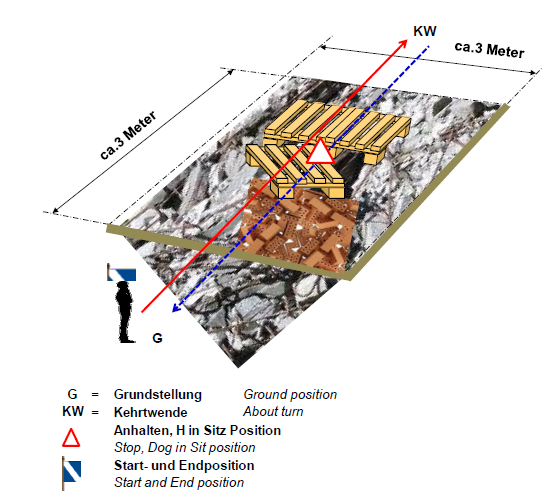 KW
ca.3 Meter
ca.3 Meter
G
G = Grundstellung Ground position
KW = Kehrtwende About turn
Anhalten, H in Sitz Position
Stop, Dog in Sit position
Start- und Endposition
Start and End position